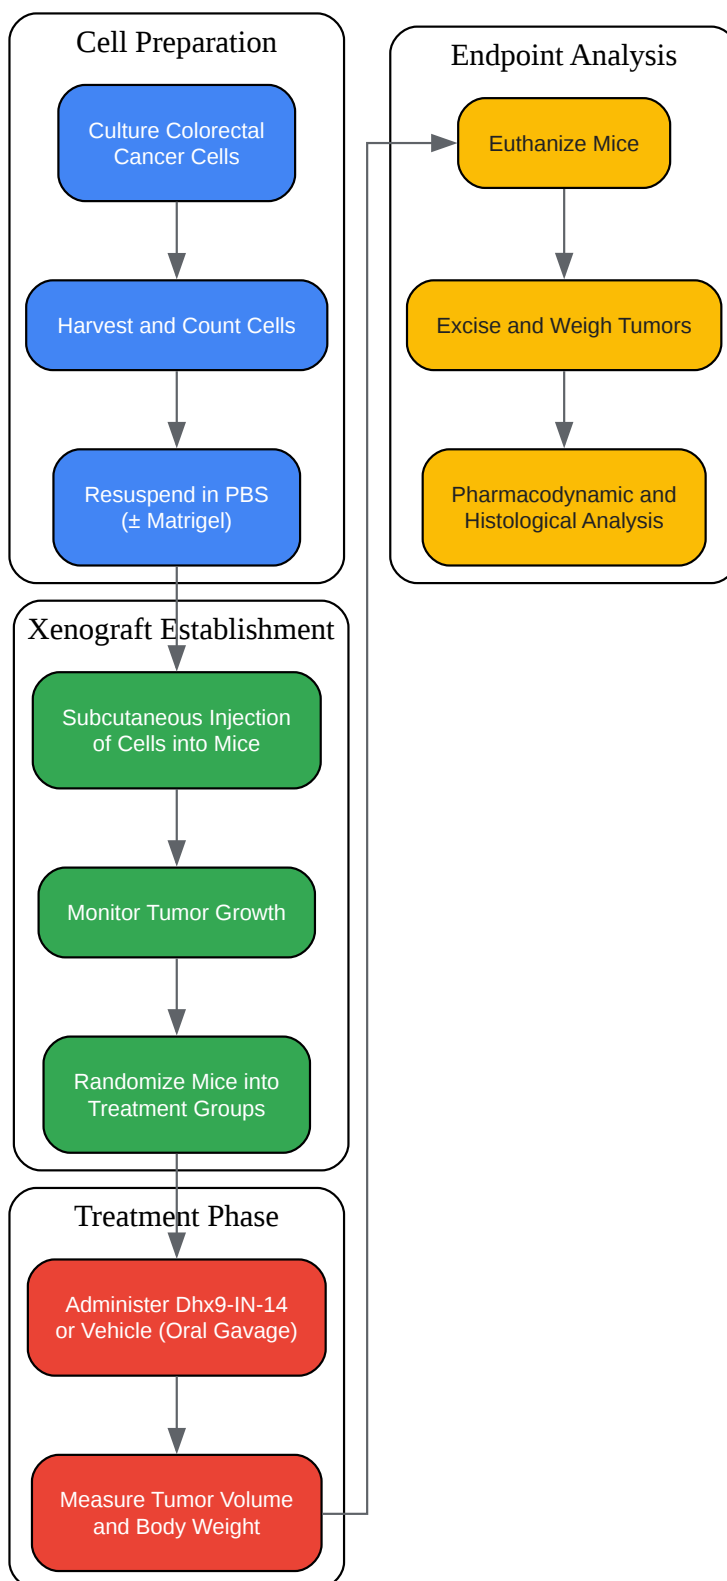 Cell Preparation
Culture Colorectal
Cancer Cells
Harvest and Count Cells
Resuspend in PBS
(± Matrigel)
Xenograft Establishment
Subcutaneous Injection
of Cells into Mice
Monitor Tumor Growth
Randomize Mice into
Treatment Groups
Treatment Phase
Administer Dhx9-IN-14
or Vehicle (Oral Gavage)
Measure Tumor Volume
and Body Weight
Endpoint Analysis
Euthanize Mice
Excise and Weigh Tumors
Pharmacodynamic and
Histological Analysis